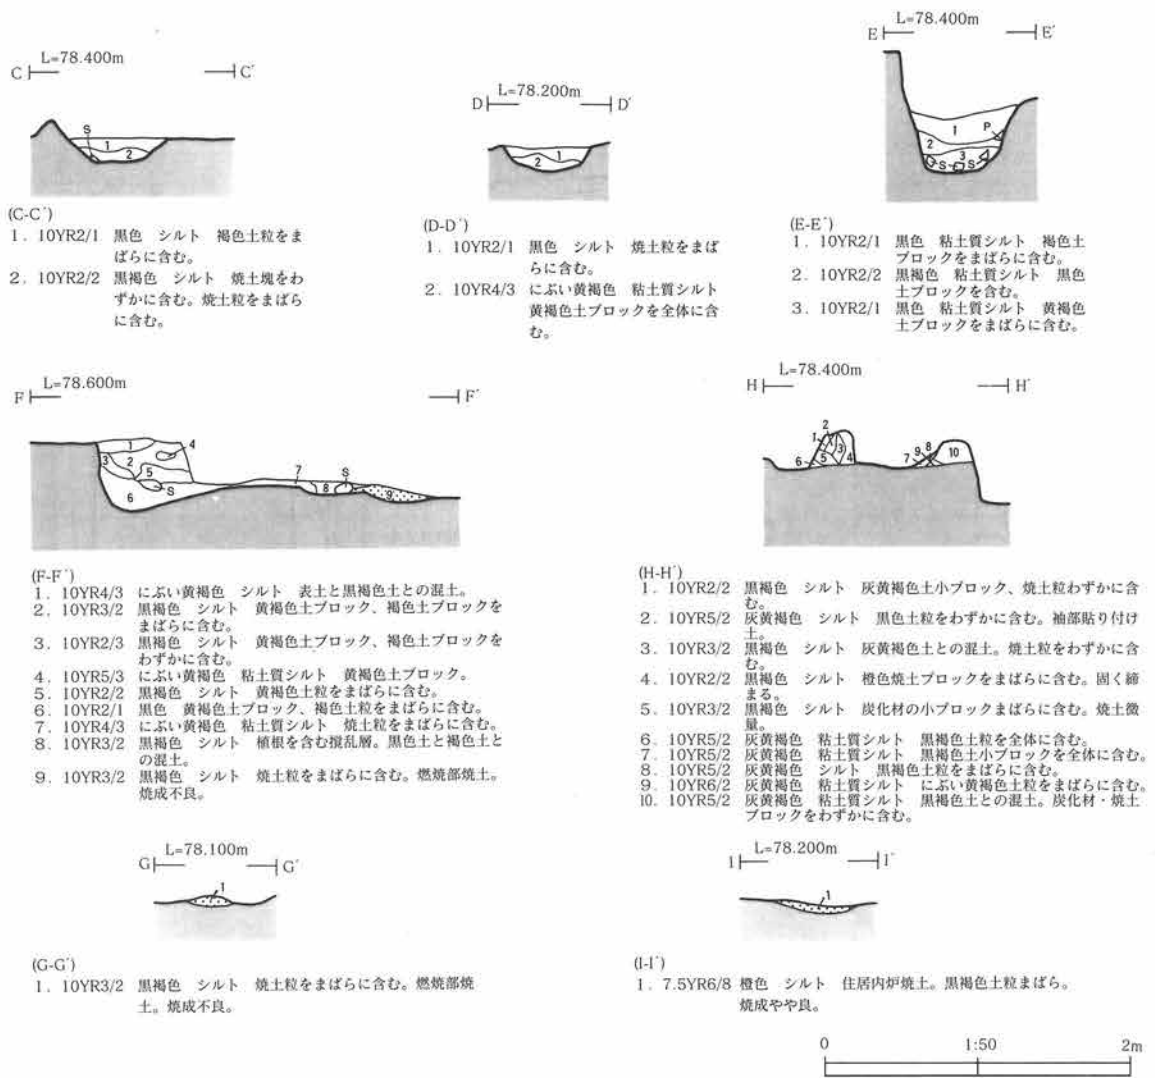 L=78.400m
C C´
S
1
2
(C-C´)
1. 10YR2/1 黒色 シルト 褐色土粒をま
ばらに含む。
2. 10YR2/2 黒褐色 シルト 焼土塊をわ
ずかに含む。焼土粒をまばら
に含む。
L=78.200m
D D´
1
2
(D-D´)
1. 10YR2/1 黒色 シルト 焼土粒をまば
らに含む。
2. 10YR4/3 にぶい黄褐色 粘土質シルト
黄褐色土ブロックを全体に含
む。
L=78.400m
E E´
1
P
2
3
S S
(E-E´)
1. 10YR2/1 黒色 粘土質シルト 褐色土
ブロックをまばらに含む。
2. 10YR2/2 黒褐色 粘土質シルト 黒色
土ブロックを含む。
3. 10YR2/1 黒色 粘土質シルト 黄褐色
土ブロックをまばらに含む。
L=78.600m
F F´
1
4
3 2
5
S
6
7
8
S
9
(F-F´)
1. 10YR4/3 にぶい黄褐色 シルト 表土と黒褐色土との混土。
2. 10YR3/2 黒褐色 シルト 黄褐色土ブロック、褐色土ブロックを
まばらに含む。
3. 10YR2/3 黒褐色 シルト 黄褐色土ブロック、褐色土ブロックを
わずかに含む。
4. 10YR5/3 にぶい黄褐色 粘土質シルト 黄褐色土ブロック。
5. 10YR2/2 黒褐色 シルト 黄褐色土粒をまばらに含む。
6. 10YR2/1 黒色 黄褐色土ブロック、褐色土粒をまばらに含む。
7. 10YR4/3 にぶい黄褐色 粘土質シルト 焼土粒をまばらに含む。
8. 10YR3/2 黒褐色 シルト 植根を含む撹乱層。黒色土と褐色土と
の混土。
9. 10YR3/2 黒褐色 シルト 焼土粒をまばらに含む。燃焼部焼土。
焼成不良。
L=78.400m
H H´
2
1
3
5
6 4
8
9
7
10
(H-H´)
1. 10YR2/2 黒褐色 シルト 灰黄褐色土小ブロック、焼土粒わずかに含
む。
2. 10YR5/2 灰黄褐色 シルト 黒色土粒をわずかに含む。袖部貼り付け
土。
3. 10YR3/2 黒褐色 シルト 灰黄褐色土との混土。焼土粒をわずかに含
む。
4. 10YR2/2 黒褐色 シルト 橙色焼土ブロックをまばらに含む。固く締
まる。
5. 10YR3/2 黒褐色 シルト 炭化材の小ブロックまばらに含む。焼土微
量。
6. 10YR5/2 灰黄褐色 粘土質シルト 黒褐色土粒を全体に含む。
7. 10YR5/2 灰黄褐色 粘土質シルト 黒褐色土小ブロックを全体に含む。
8. 10YR5/2 灰黄褐色 シルト 黒褐色土粒をまばらに含む。
9. 10YR6/2 灰黄褐色 粘土質シルト にぶい黄褐色土粒をまばらに含む。
10. 10YR5/2 灰黄褐色 粘土質シルト 黒褐色土との混土。炭化材・焼土
ブロックをわずかに含む。
L=78.100m
G G´
1
(G-G´)
1. 10YR3/2 黒褐色 シルト 焼土粒をまばらに含む。燃焼部焼
土。焼成不良。
L=78.200m
I I´
1
(I-I´)
1. 7.5YR6/8 橙色 シルト 住居内炉焼土。黒褐色土粒まばら。
焼成やや良。
0 1:50 2m